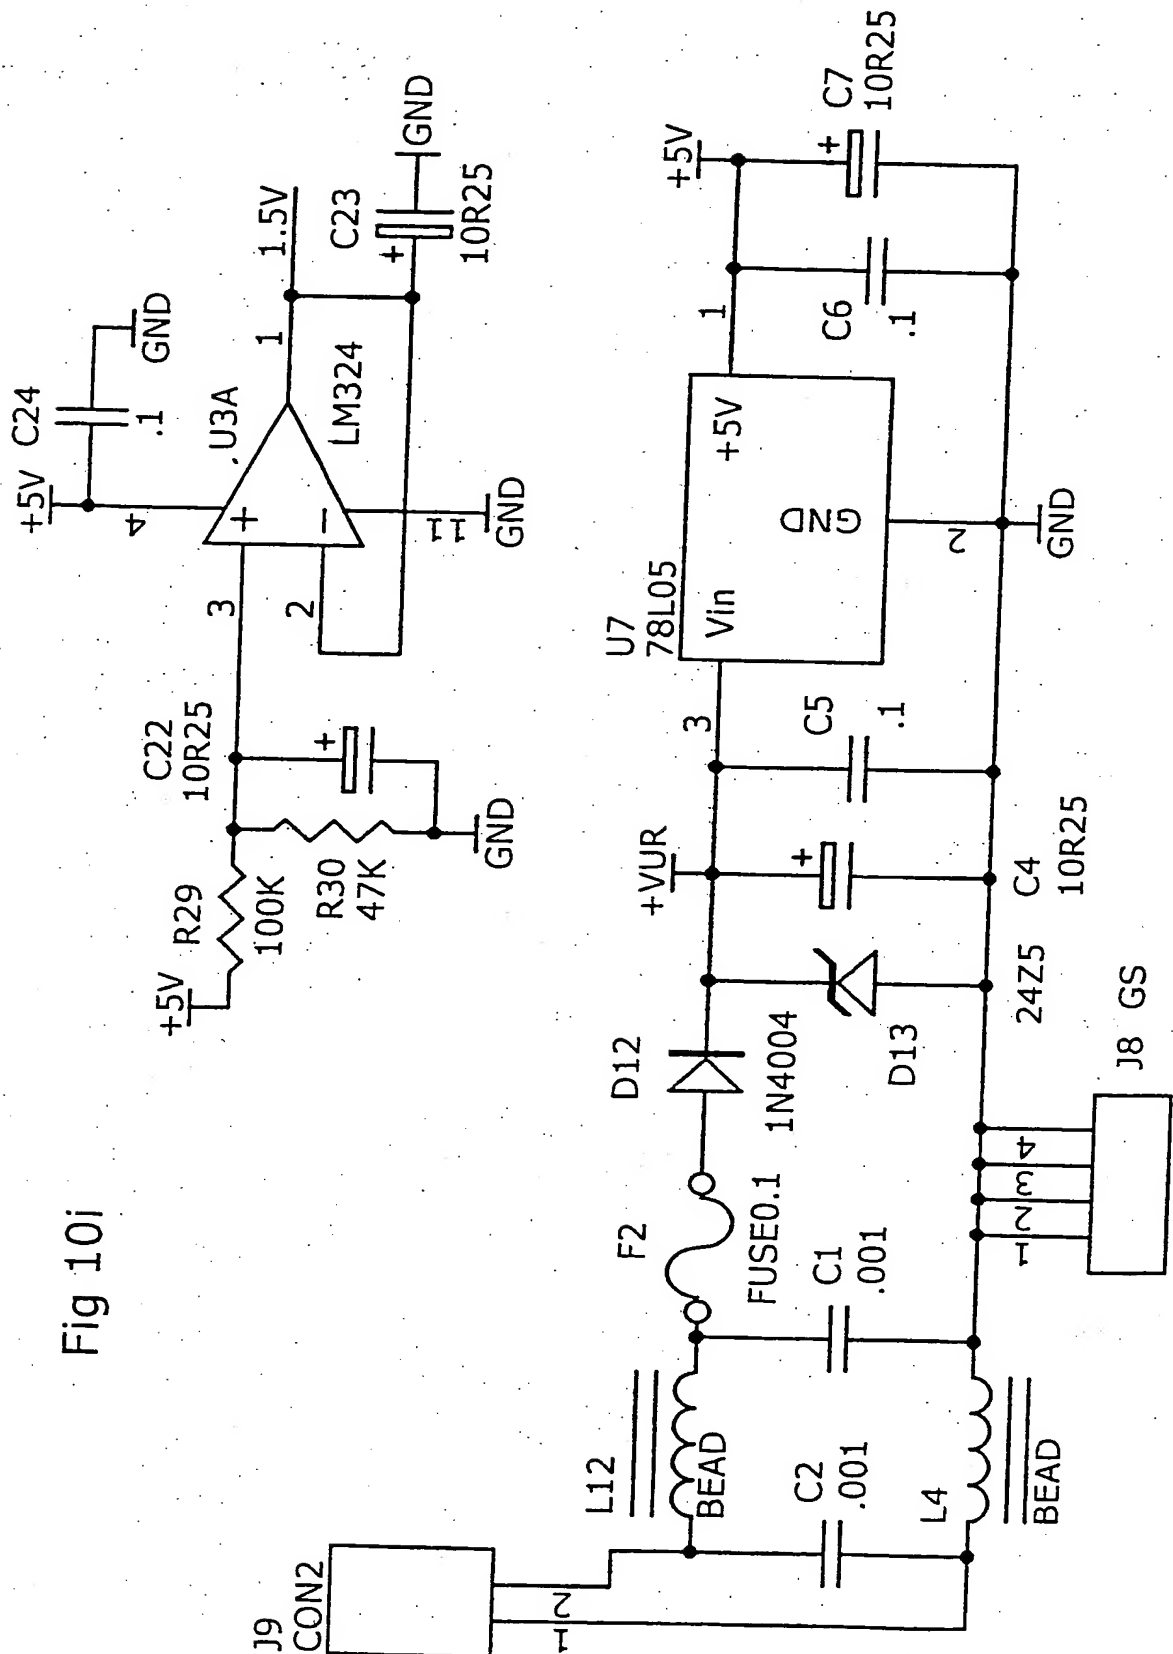 Fig 10i
+5V
R29
100K
R30
47K
GND
C22
10R25
3
2
+5V
4
C24
.1
GND
U3A
LM324
+
-
11
GND
1
1.5V
C23
+
10R25
GND
J9
CON2
1
2
L12
BEAD
C2
.001
L4
BEAD
C1
.001
F2
FUSE0.1
D12
1N4004
D13
24Z5
J8 GS
1
2
3
4
+VUR
+
C4
10R25
C5
.1
3
U7
78L05
Vin
GND
+5V
2
GND
1
C6
.1
+5V
+
C7
10R25